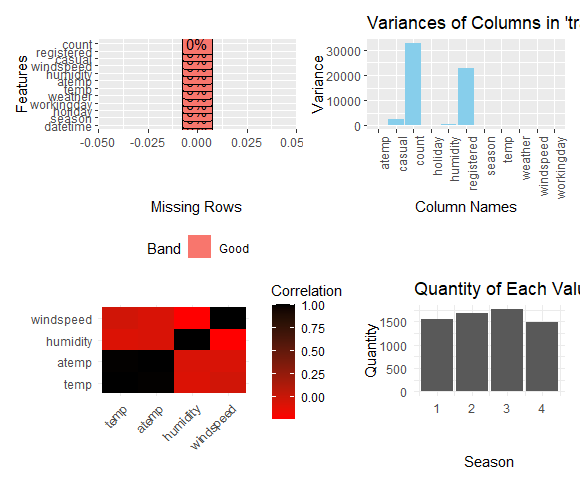 Features
count
registered
casual
windspeed
humidity
atemp
temp
weather
workingday
holiday
season
datetime
0%
-0.050
-0.025
0.000
0.025
0.05
Missing Rows
Band
Good
Variances of Columns in 'tr
Variance
30000
20000
10000
0
atemp
casual
count
holiday
humidity
registered
season
temp
weather
windspeed
workingday
Column Names
windspeed
humidity
atemp
temp
temp
atemp
humidity
windspeed
Correlation
1.00
0.75
0.50
0.25
0.00
Quantity of Each Valu
Quantity
1500
1000
500
0
1
2
3
4
Season